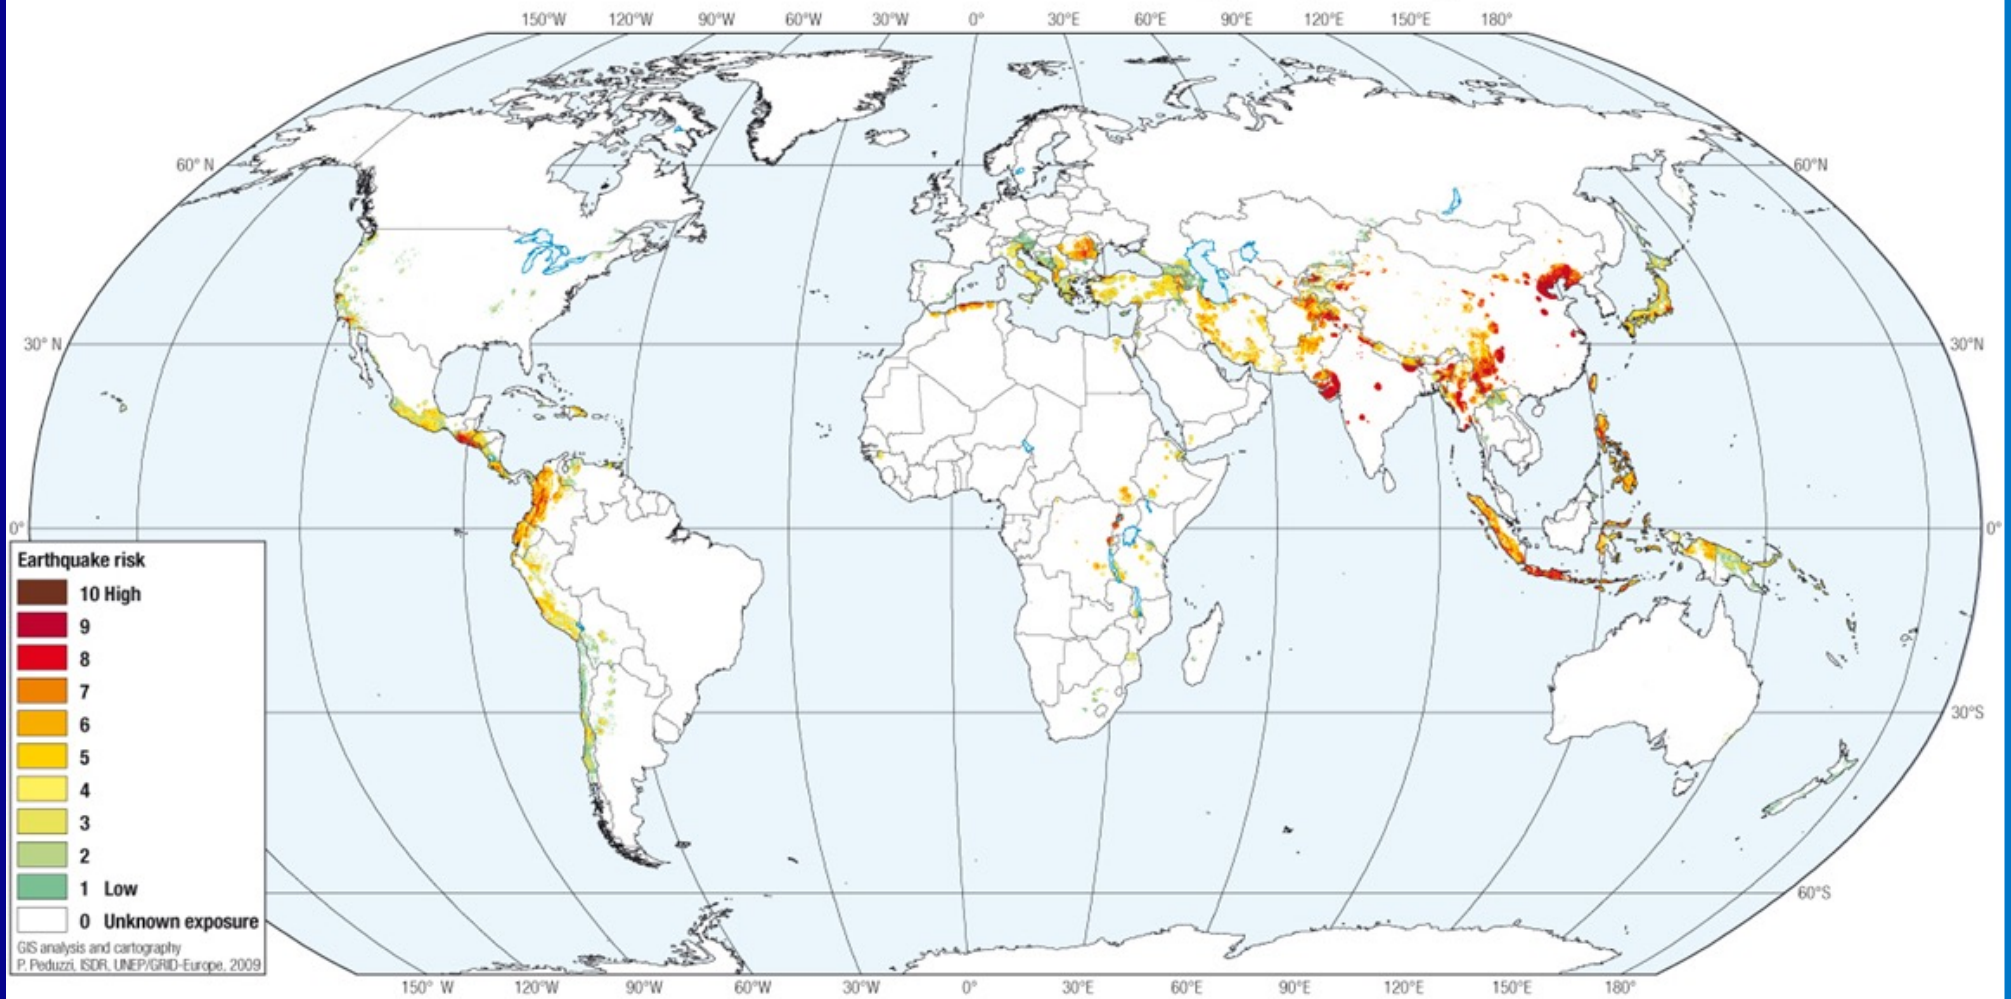 150°W 120°W 90°W 60°W 30°W 0° 30°E 60°E 90°E 120°E 150°E 180°
60° N 60°N
30° N 30°N
0° 0°
Earthquake risk
10 High
9
8
7
6
5
4
3
2
1 Low
0 Unknown exposure
GIS analysis and cartography
P. Peduzzi, ISDR, UNEP/GRID-Europe, 2009
30°S
60°S
150° W 120°W 90°W 60°W 30°W 0° 30°E 60°E 90°E 120°E 150°E 180°